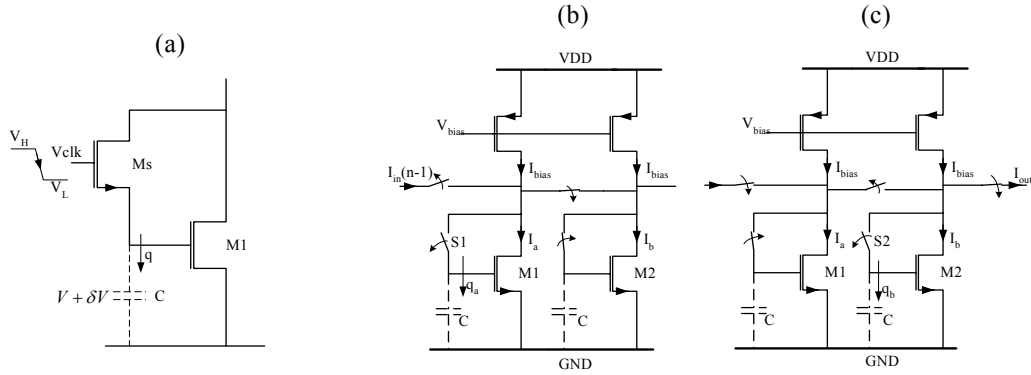 (a)
V_H
Vclk
V_L
Ms
q
M1
V + δV
C
(b)
VDD
V_bias
I_in(n-1)
I_bias
I_bias
S1
I_a
I_b
q_a
M1
M2
C
C
GND
(c)
VDD
V_bias
I_bias
I_bias
I_out
I_a
S2
I_b
M1
M2
q_b
C
C
GND